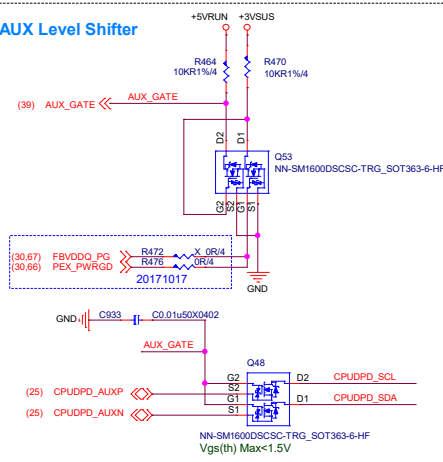 AUX Level Shifter
+5VRUN +3VSUS
R464
10KR1%/4
R470
10KR1%/4
(39) AUX_GATE AUX_GATE
D2 D1
Q53
NN-SM1600DSCSC-TRG_SOT363-6-HF
G2 S2 G1 S1
(30,67) FBVDDQ_PG R472 X_0R/4
(30,66) PEX_PWRGD R476 0R/4
20171017
GND
GND C933 C0.01u50X0402
AUX_GATE
Q48
G2 D2 CPUDPD_SCL
(25) CPUDPD_AUXP S2
G1 D1 CPUDPD_SDA
(25) CPUDPD_AUXN S1
NN-SM1600DSCSC-TRG_SOT363-6-HF
Vgs(th) Max<1.5V